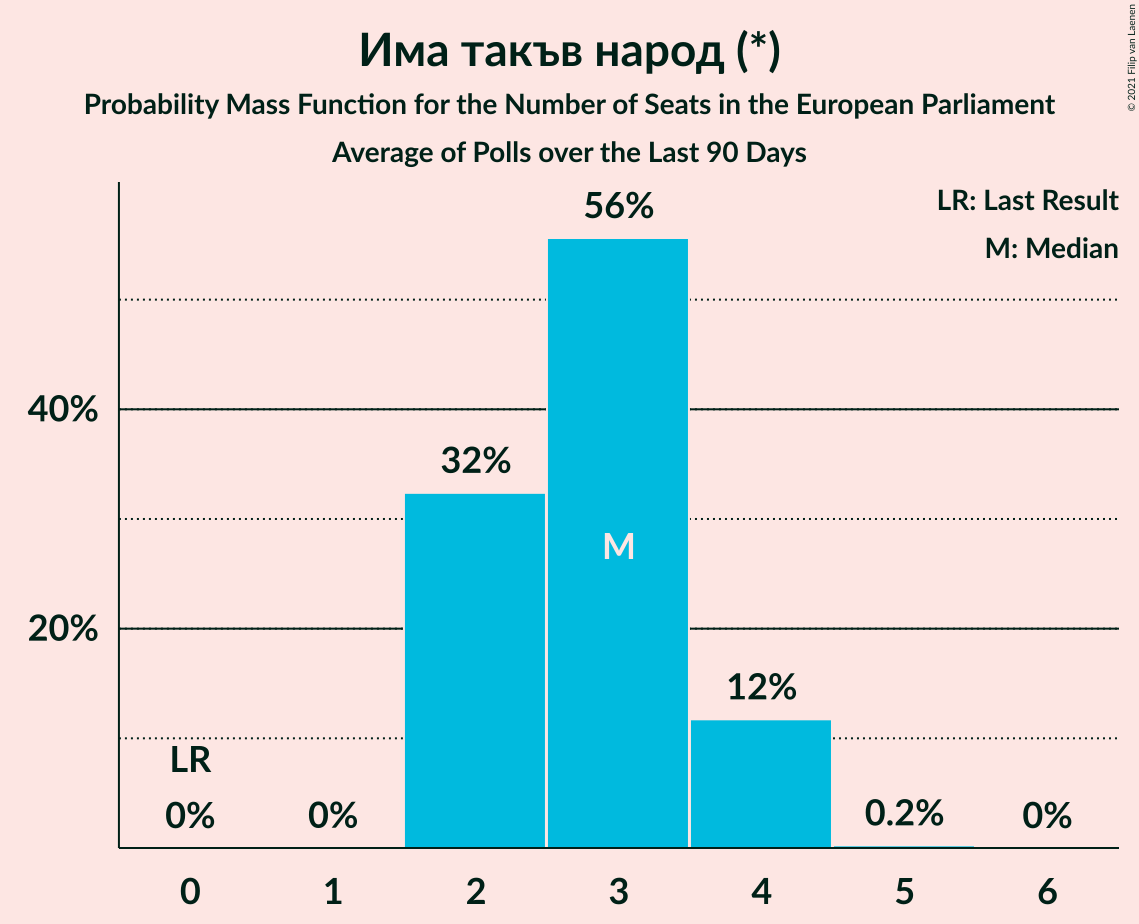 Има такъв народ (*)
Probability Mass Function for the Number of Seats in the European Parliament
Average of Polls over the Last 90 Days
© 2021 Filip van Laenen
LR: Last Result
M: Median
56%
40%
32%
M
20%
12%
LR
0%
0%
0.2%
0%
0 1 2 3 4 5 6